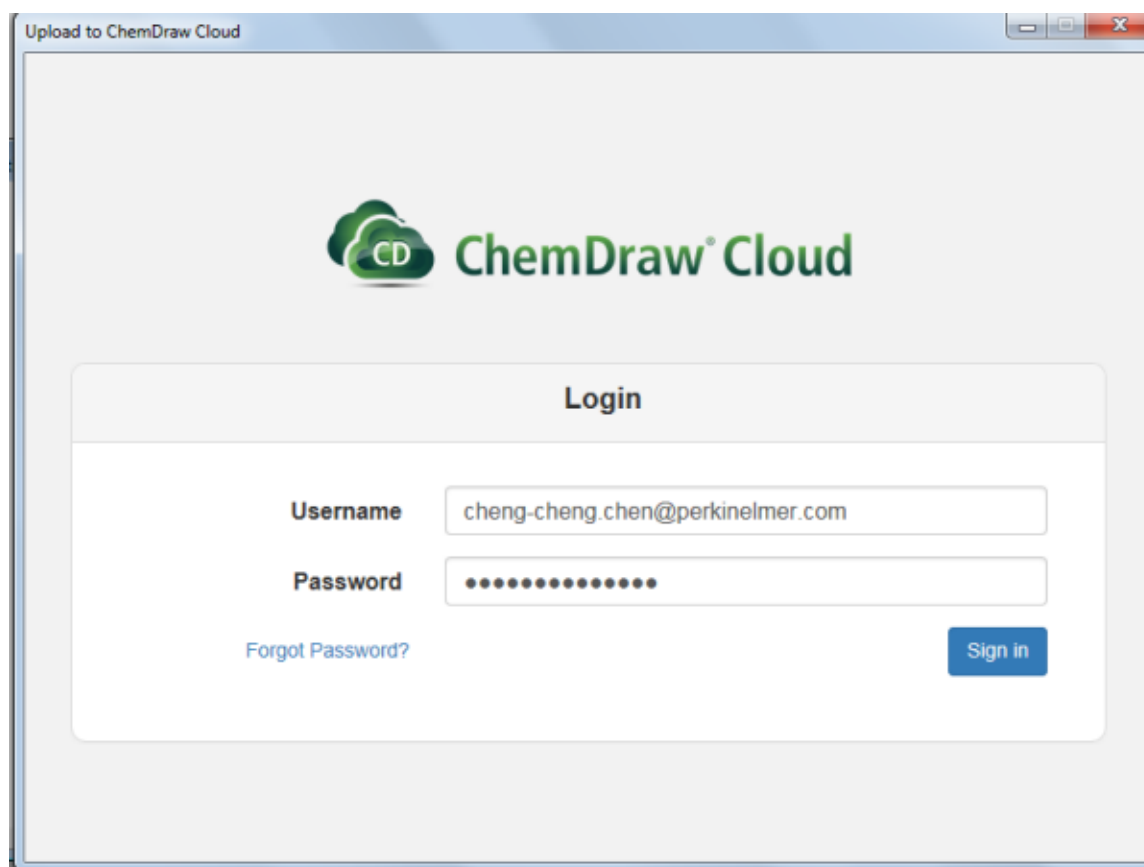 Upload to ChemDraw Cloud
CD ChemDraw® Cloud
Login
Username cheng-cheng.chen@perkinelmer.com
Password ●●●●●●●●●●●●●●
Forgot Password? Sign in